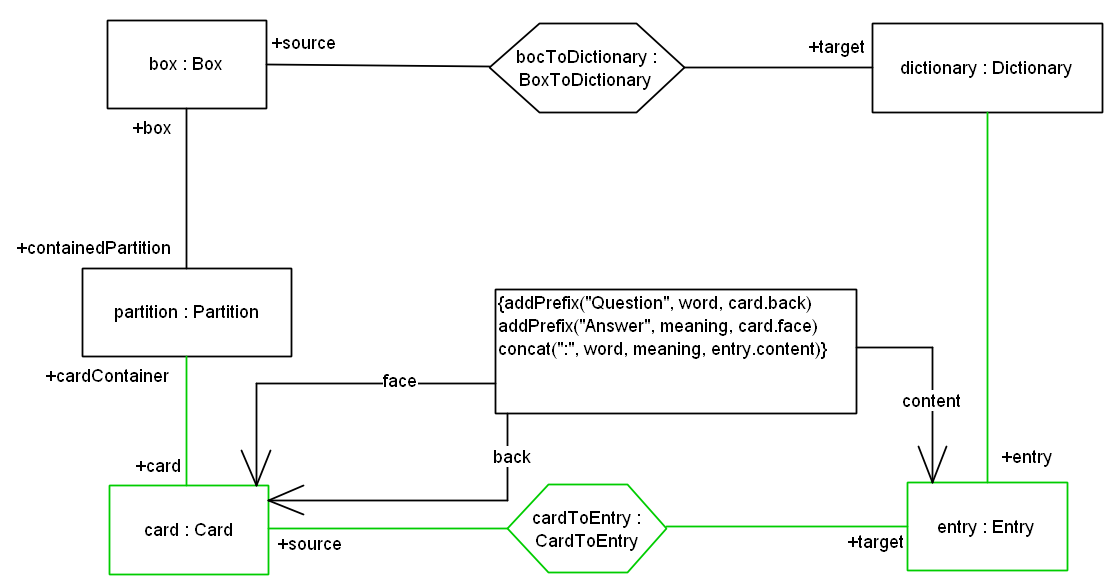 +source
+target
box : Box
bocToDictionary :
BoxToDictionary
dictionary : Dictionary
+box
+containedPartition
partition : Partition
{addPrefix("Question", word, card.back)
addPrefix("Answer", meaning, card.face)
concat(":", word, meaning, entry.content)}
+cardContainer
face
content
back
+card
+entry
card : Card
cardToEntry :
CardToEntry
entry : Entry
+source
+target